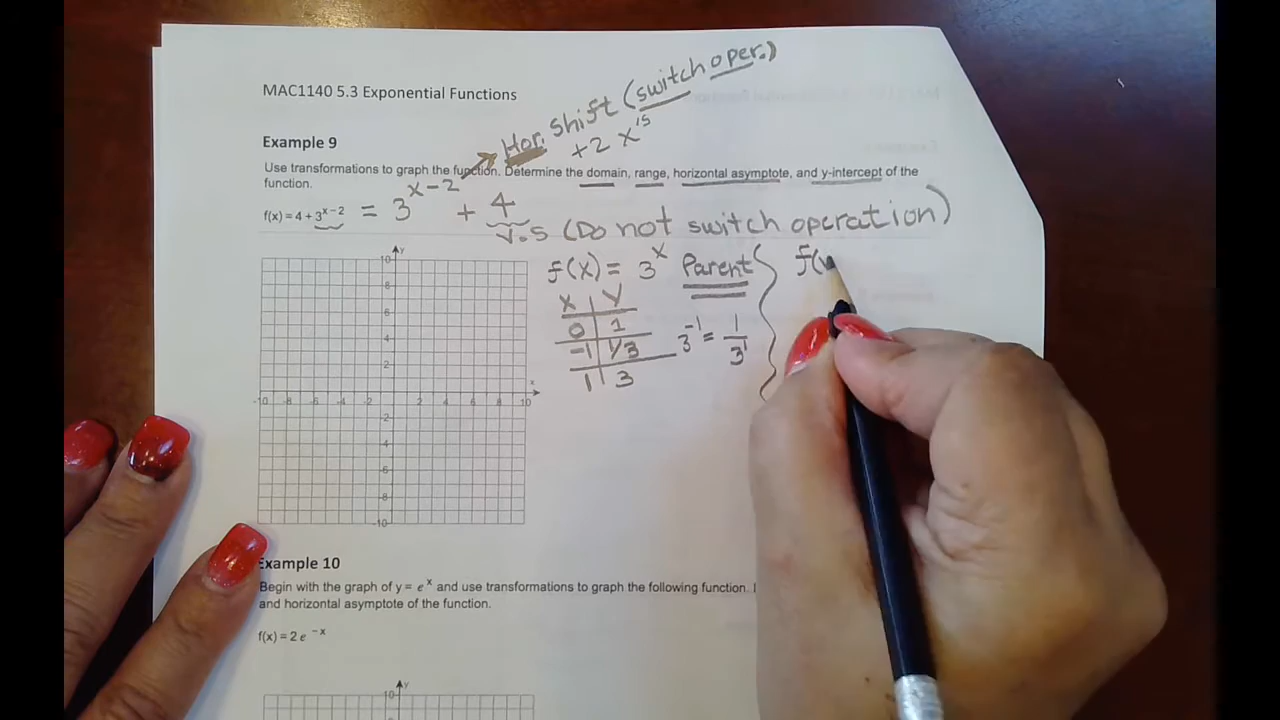 Hor. Shift (switch oper.)
+2 x's
MAC1140 5.3 Exponential Functions
Example 9
Use transformations to graph the function. Determine the domain, range, horizontal asymptote, and y-intercept of the
function.
f(x) = 4 + 3^(x−2) = 3^(x−2) + 4
V.S (Do not switch operation)
f(x) = 3^x Parent
f(
x | y
0 | 1
-1 | 1/3
1 | 3
3^-1 = 1/3^1
y
10
8
6
4
2
x
-10 -8 -6 -4 -2 2 4 6 8 10
-2
-4
-6
-8
-10
Example 10
Begin with the graph of y = e^x and use transformations to graph the following function.
and horizontal asymptote of the function.
f(x) = 2 e^−x
y
10
8